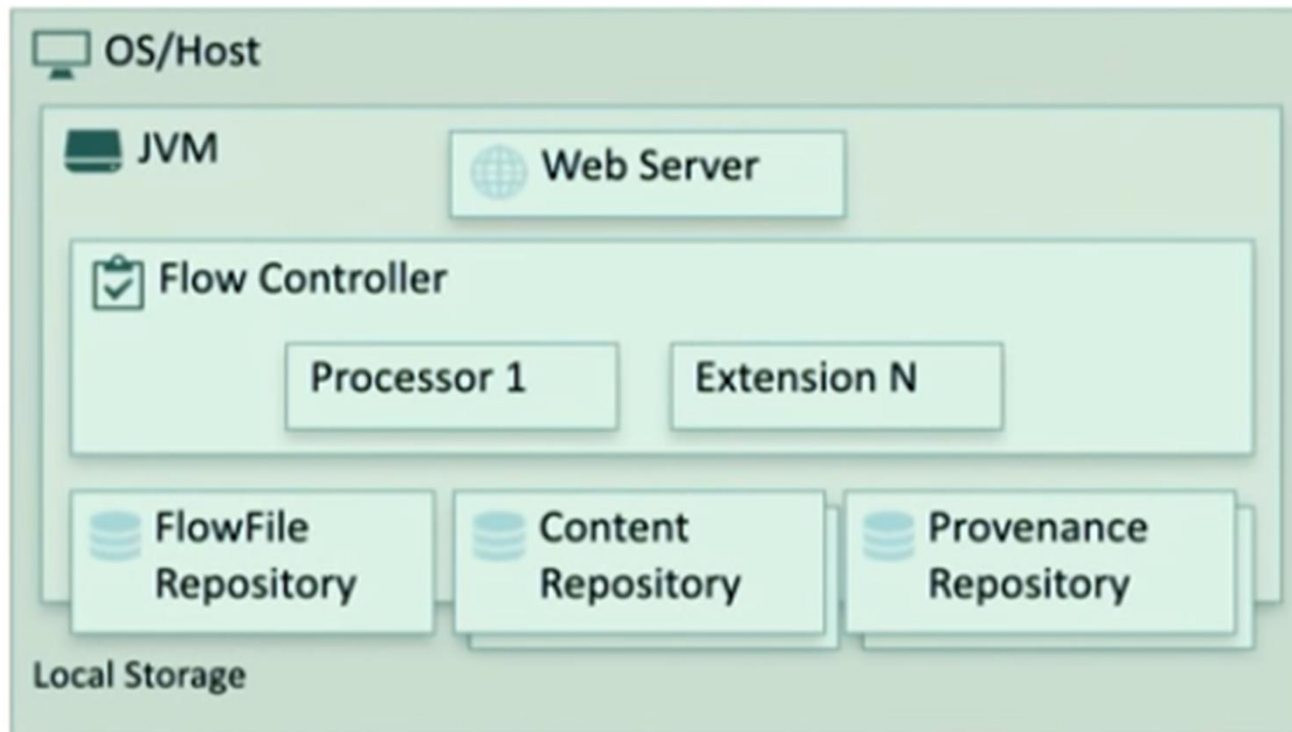 OS/Host
JVM
Web Server
Flow Controller
Processor 1
Extension N
FlowFile
Repository
Content
Repository
Provenance
Repository
Local Storage